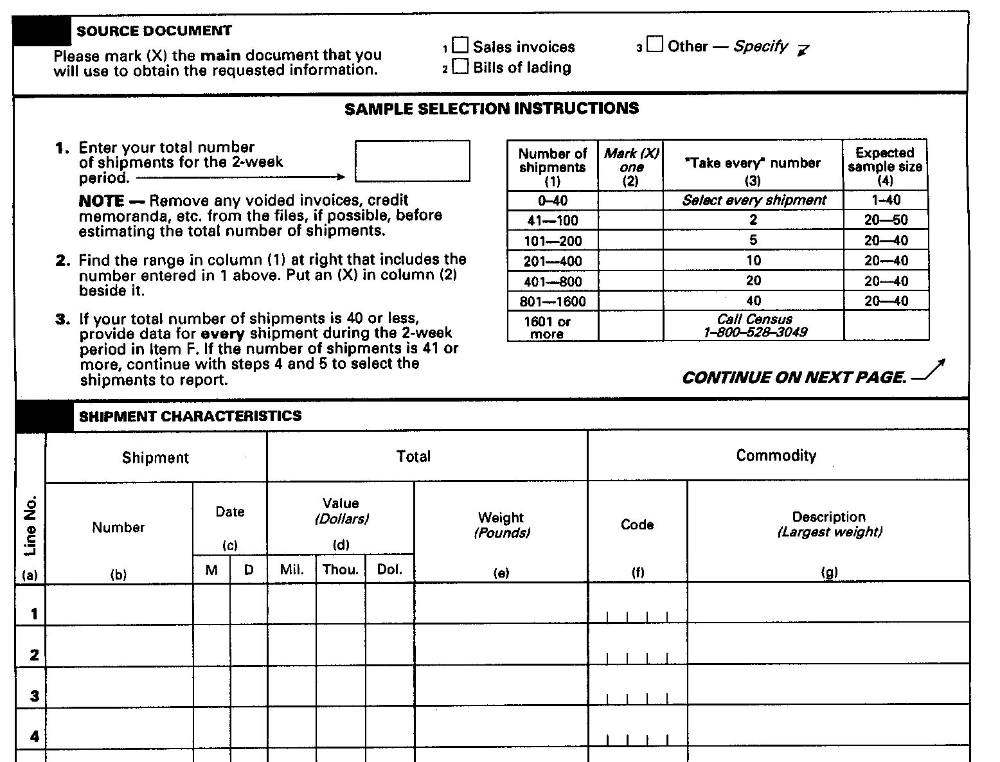 SOURCE DOCUMENT
Please mark (X) the main document that you
will use to obtain the requested information.
1 Sales invoices
2 Bills of lading
3 Other — Specify
SAMPLE SELECTION INSTRUCTIONS
1. Enter your total number
of shipments for the 2-week
period.
NOTE — Remove any voided invoices, credit
memoranda, etc. from the files, if possible, before
estimating the total number of shipments.
2. Find the range in column (1) at right that includes the
number entered in 1 above. Put an (X) in column (2)
beside it.
3. If your total number of shipments is 40 or less,
provide data for every shipment during the 2-week
period in Item F. If the number of shipments is 41 or
more, continue with steps 4 and 5 to select the
shipments to report.
Number of
shipments
(1)
Mark (X)
one
(2)
"Take every" number
(3)
Expected
sample size
(4)
0–40 Select every shipment 1–40
41—100 2 20—50
101—200 5 20—40
201—400 10 20—40
401—800 20 20—40
801—1600 40 20—40
1601 or
more
Call Census
1–800–528–3049
CONTINUE ON NEXT PAGE.
SHIPMENT CHARACTERISTICS
Line No.
(a)
Shipment
Total
Commodity
Number
(b)
Date
(c)
M D
Value
(Dollars)
(d)
Mil. Thou. Dol.
Weight
(Pounds)
(e)
Code
(f)
Description
(Largest weight)
(g)
1
2
3
4